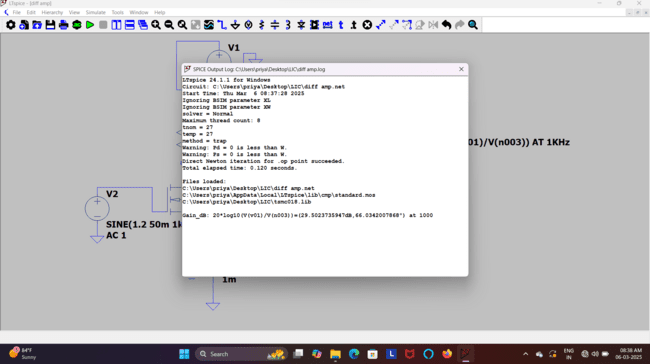 LTspice - [diff amp]
File Edit Hierarchy View Simulate Tools Window Help
V1
SPICE Output Log: C:\Users\priya\Desktop\LIC\diff amp.log
LTspice 24.1.1 for Windows
Circuit: C:\Users\priya\Desktop\LIC\diff amp.net
Start Time: Thu Mar 6 08:37:28 2025
Ignoring BSIM parameter XL
Ignoring BSIM parameter XW
solver = Normal
Maximum thread count: 8
tnom = 27
temp = 27
method = trap
Warning: Pd = 0 is less than W.
Warning: Ps = 0 is less than W.
Direct Newton iteration for .op point succeeded.
Total elapsed time: 0.120 seconds.
Files loaded:
C:\Users\priya\Desktop\LIC\diff amp.net
C:\Users\priya\AppData\Local\LTspice\lib\cmp\standard.mos
C:\Users\priya\Desktop\LIC\tsmc018.lib
Gain_dB: 20*log10(V(v01)/V(n003))=(29.5023735947dB,66.0342007868°) at 1000
01)/V(n003)) AT 1KHz
V2
SINE(1.2 50m 1k
AC 1
1m
84°F
Sunny
Search
ENG
IN
08:38 AM
06-03-2025